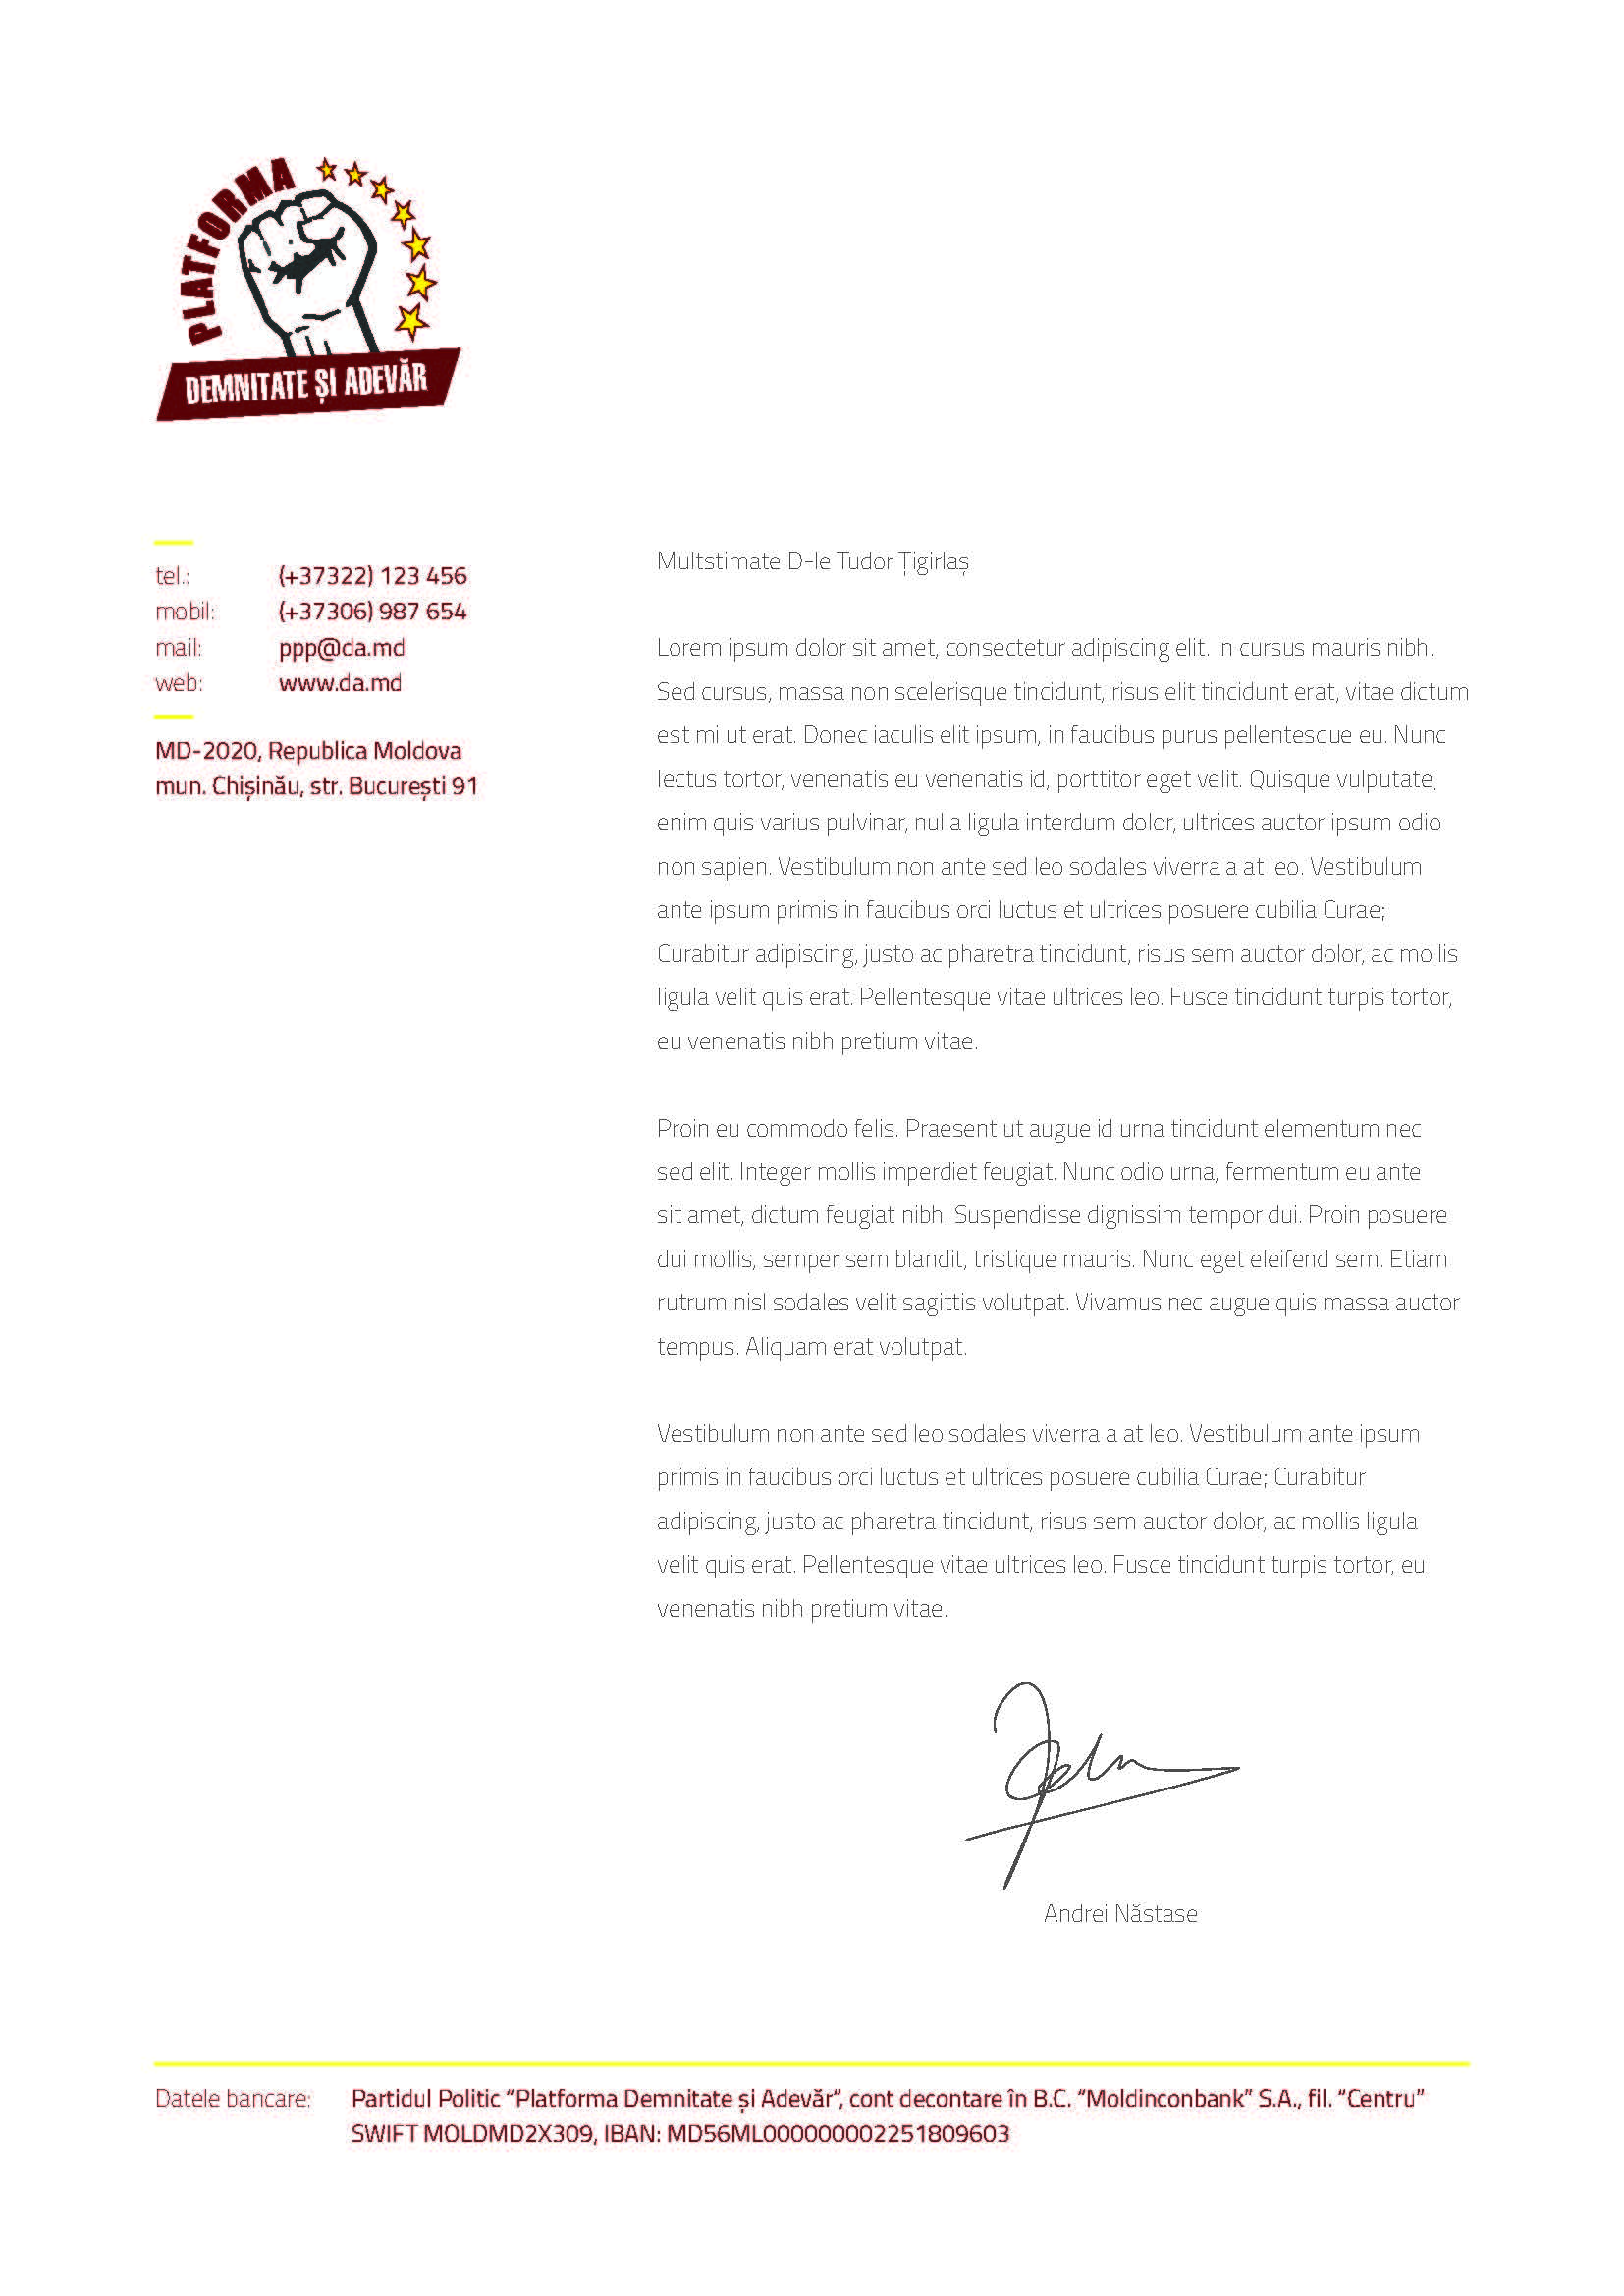 PLATFORMA
DEMNITATE ȘI ADEVĂR
tel.: (+37322) 123 456
mobil: (+37306) 987 654
mail: ppp@da.md
web: www.da.md
MD-2020, Republica Moldova
mun. Chișinău, str. București 91
Multstimate D-le Tudor Țigirlaș
Lorem ipsum dolor sit amet, consectetur adipiscing elit. In cursus mauris nibh.
Sed cursus, massa non scelerisque tincidunt, risus elit tincidunt erat, vitae dictum
est mi ut erat. Donec iaculis elit ipsum, in faucibus purus pellentesque eu. Nunc
lectus tortor, venenatis eu venenatis id, porttitor eget velit. Quisque vulputate,
enim quis varius pulvinar, nulla ligula interdum dolor, ultrices auctor ipsum odio
non sapien. Vestibulum non ante sed leo sodales viverra a at leo. Vestibulum
ante ipsum primis in faucibus orci luctus et ultrices posuere cubilia Curae;
Curabitur adipiscing, justo ac pharetra tincidunt, risus sem auctor dolor, ac mollis
ligula velit quis erat. Pellentesque vitae ultrices leo. Fusce tincidunt turpis tortor,
eu venenatis nibh pretium vitae.
Proin eu commodo felis. Praesent ut augue id urna tincidunt elementum nec
sed elit. Integer mollis imperdiet feugiat. Nunc odio urna, fermentum eu ante
sit amet, dictum feugiat nibh. Suspendisse dignissim tempor dui. Proin posuere
dui mollis, semper sem blandit, tristique mauris. Nunc eget eleifend sem. Etiam
rutrum nisl sodales velit sagittis volutpat. Vivamus nec augue quis massa auctor
tempus. Aliquam erat volutpat.
Vestibulum non ante sed leo sodales viverra a at leo. Vestibulum ante ipsum
primis in faucibus orci luctus et ultrices posuere cubilia Curae; Curabitur
adipiscing, justo ac pharetra tincidunt, risus sem auctor dolor, ac mollis ligula
velit quis erat. Pellentesque vitae ultrices leo. Fusce tincidunt turpis tortor, eu
venenatis nibh pretium vitae.
Andrei Năstase
Datele bancare: Partidul Politic “Platforma Demnitate și Adevăr“, cont decontare în B.C. “Moldinconbank” S.A., fil. “Centru”
SWIFT MOLDMD2X309, IBAN: MD56ML000000002251809603